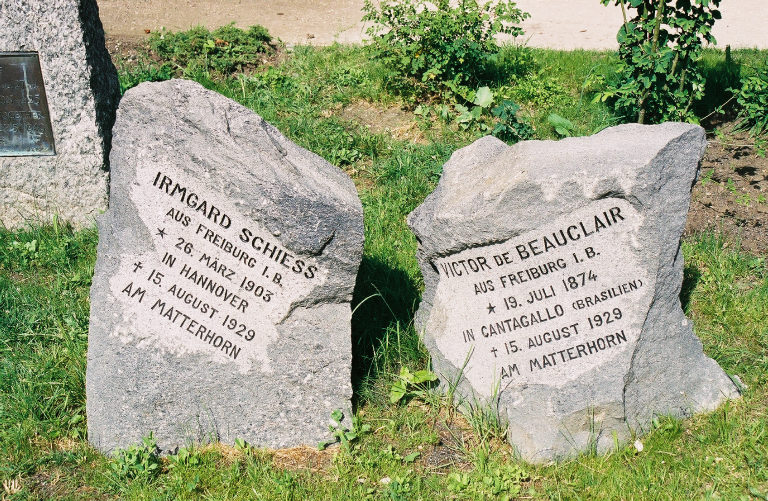 IRMGARD SCHIESS
AUS FREIBURG I.B.
* 26. MÄRZ. 1903
IN HANNOVER
† 15. AUGUST 1929
AM MATTERHORN
VICTOR DE BEAUCLAIR
AUS FREIBURG I. B.
* 19. JULI 1874
IN CANTAGALLO (BRASILIEN)
† 15. AUGUST 1929
AM MATTERHORN